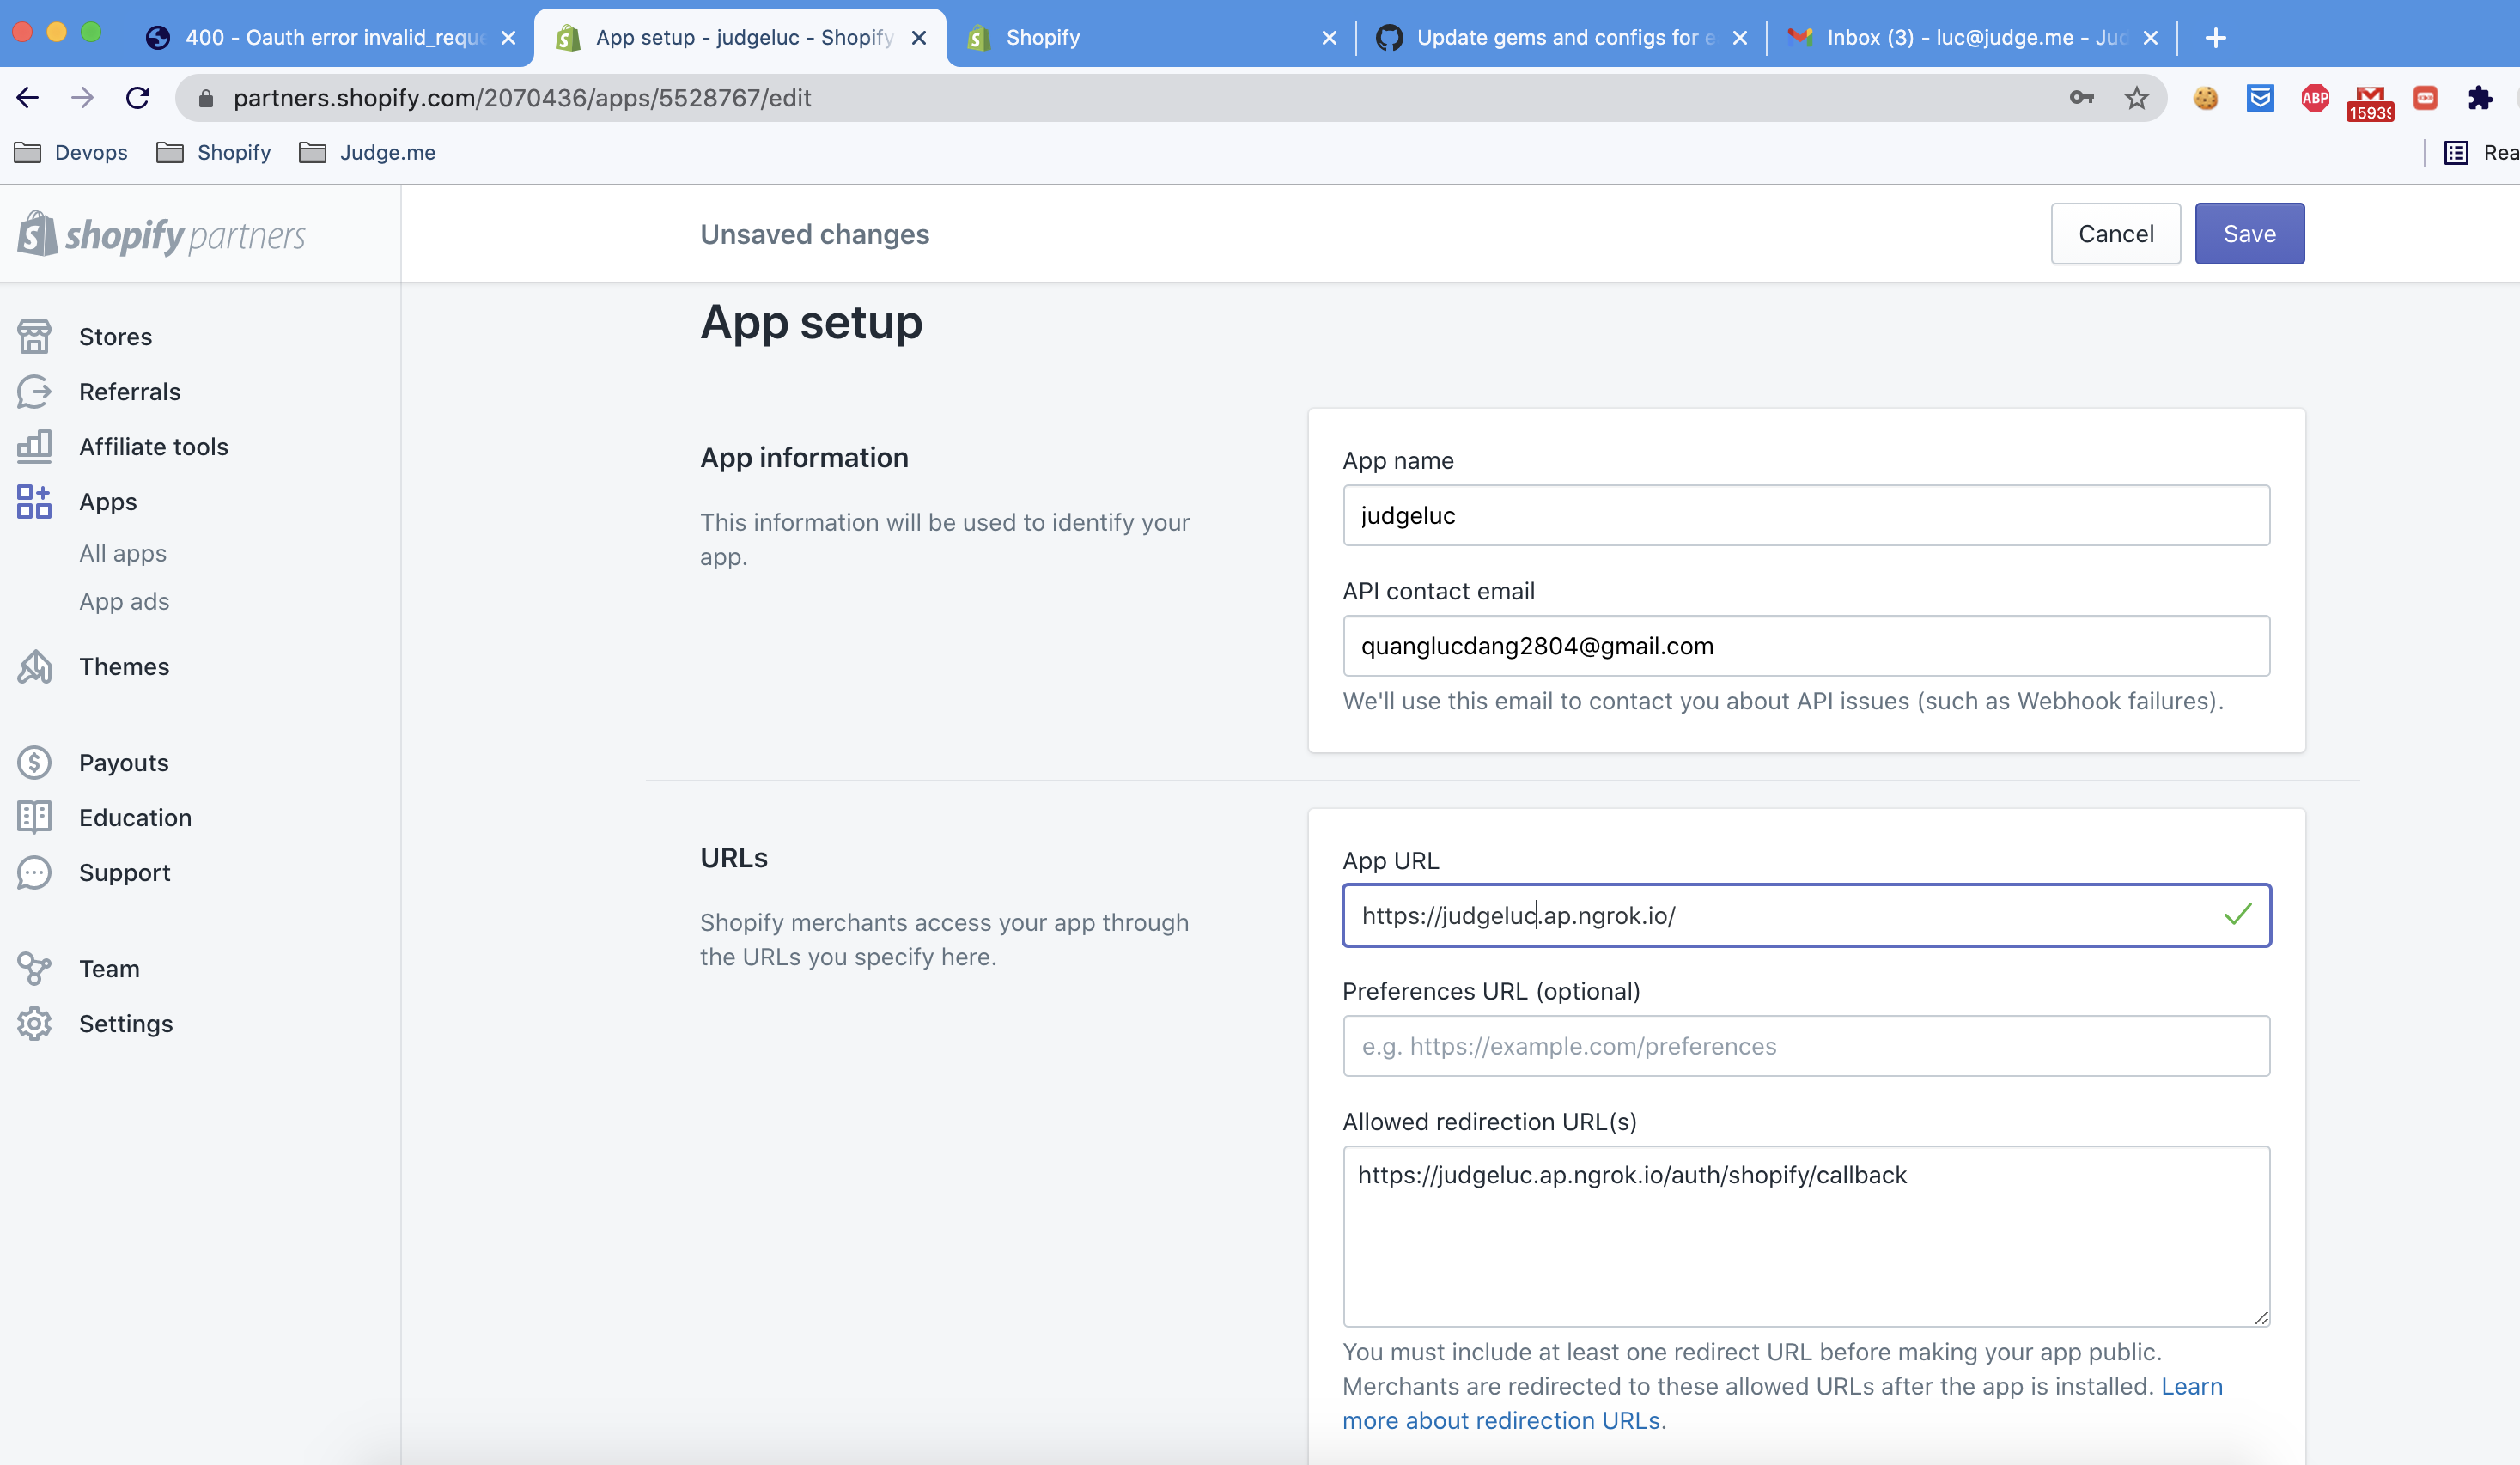 400 - Oauth error invalid_reque
App setup - judgeluc - Shopify
Shopify
Update gems and configs for e
Inbox (3) - luc@judge.me - Jud
partners.shopify.com/2070436/apps/5528767/edit
ABP
15939
Devops
Shopify
Judge.me
Rea
shopify partners
Unsaved changes
Cancel
Save
Stores
Referrals
Affiliate tools
Apps
All apps
App ads
Themes
Payouts
Education
Support
Team
Settings
App setup
App information
This information will be used to identify your
app.
App name
judgeluc
API contact email
quanglucdang2804@gmail.com
We'll use this email to contact you about API issues (such as Webhook failures).
URLs
Shopify merchants access your app through
the URLs you specify here.
App URL
https://judgeluc.ap.ngrok.io/
Preferences URL (optional)
e.g. https://example.com/preferences
Allowed redirection URL(s)
https://judgeluc.ap.ngrok.io/auth/shopify/callback
You must include at least one redirect URL before making your app public.
Merchants are redirected to these allowed URLs after the app is installed. Learn
more about redirection URLs.